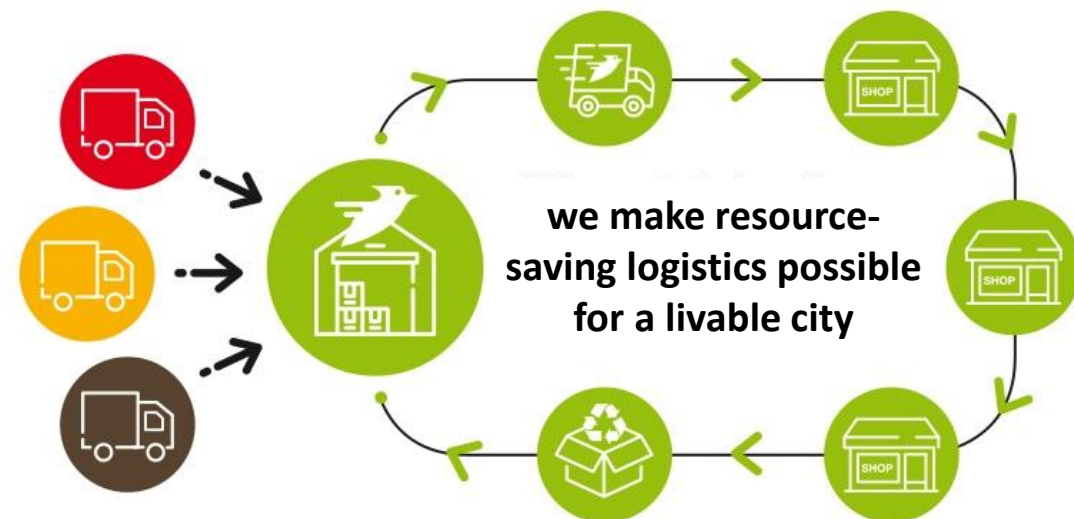 SHOP
we make resource-
saving logistics possible
for a livable city
SHOP
SHOP